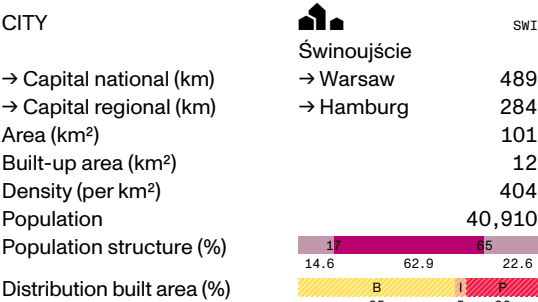 CITY SWI
Świnoujście
→ Capital national (km) → Warsaw 489
→ Capital regional (km) → Hamburg 284
Area (km²) 101
Built-up area (km²) 12
Density (per km²) 404
Population 40,910
Population structure (%) 17 65
14.6 62.9 22.6
Distribution built area (%) B I P